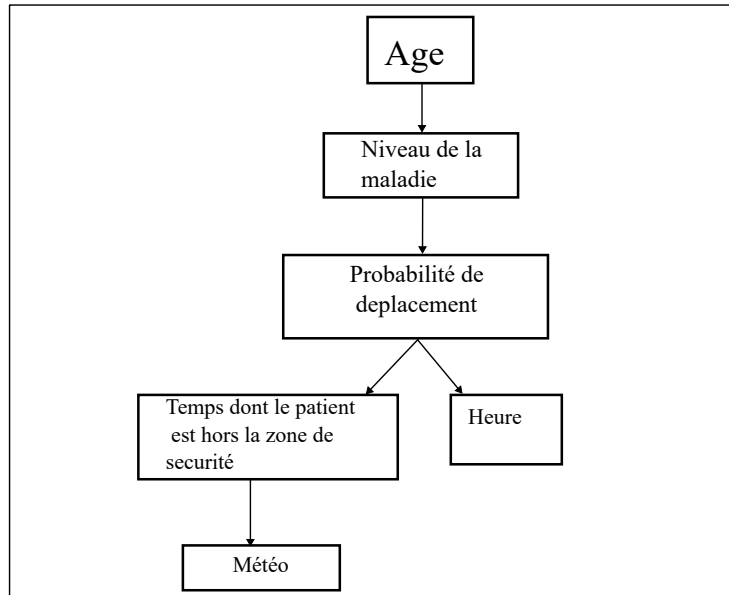 Age
Niveau de la
maladie
Probabilité de
deplacement
Temps dont le patient
est hors la zone de
securité
Heure
Météo